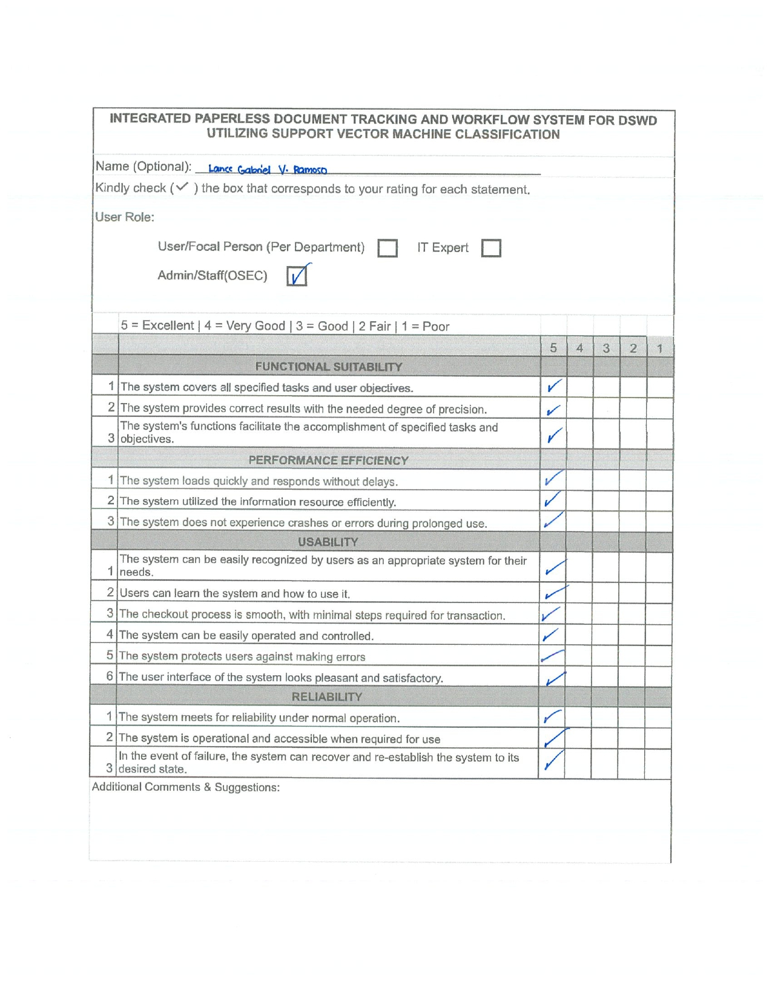 INTEGRATED PAPERLESS DOCUMENT TRACKING AND WORKFLOW SYSTEM FOR DSWD
UTILIZING SUPPORT VECTOR MACHINE CLASSIFICATION
Name (Optional): Lance Gabriel V. Ramoso
Kindly check (✓ ) the box that corresponds to your rating for each statement.
User Role:
User/Focal Person (Per Department) ☐ IT Expert ☐
Admin/Staff(OSEC) ☑
5 = Excellent | 4 = Very Good | 3 = Good | 2 Fair | 1 = Poor
5 4 3 2 1
FUNCTIONAL SUITABILITY
1 The system covers all specified tasks and user objectives. ✓
2 The system provides correct results with the needed degree of precision. ✓
The system's functions facilitate the accomplishment of specified tasks and
3 objectives. ✓
PERFORMANCE EFFICIENCY
1 The system loads quickly and responds without delays. ✓
2 The system utilized the information resource efficiently. ✓
3 The system does not experience crashes or errors during prolonged use. ✓
USABILITY
The system can be easily recognized by users as an appropriate system for their
1 needs. ✓
2 Users can learn the system and how to use it. ✓
3 The checkout process is smooth, with minimal steps required for transaction. ✓
4 The system can be easily operated and controlled. ✓
5 The system protects users against making errors ✓
6 The user interface of the system looks pleasant and satisfactory. ✓
RELIABILITY
1 The system meets for reliability under normal operation. ✓
2 The system is operational and accessible when required for use ✓
In the event of failure, the system can recover and re-establish the system to its
3 desired state. ✓
Additional Comments & Suggestions: